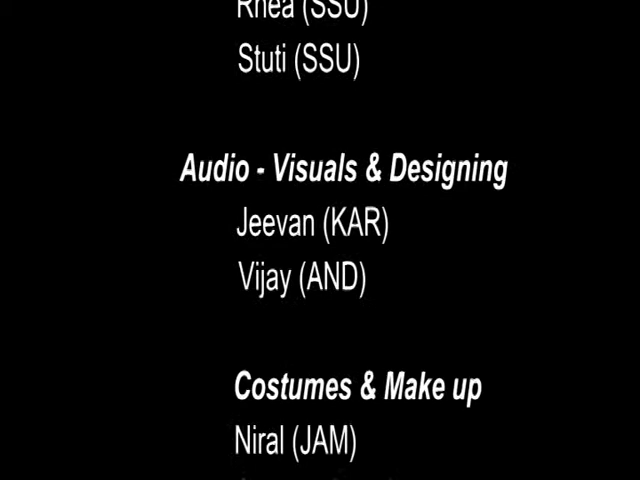 Rhea (SSU)
Stuti (SSU)
Audio - Visuals & Designing
Jeevan (KAR)
Vijay (AND)
Costumes & Make up
Niral (JAM)